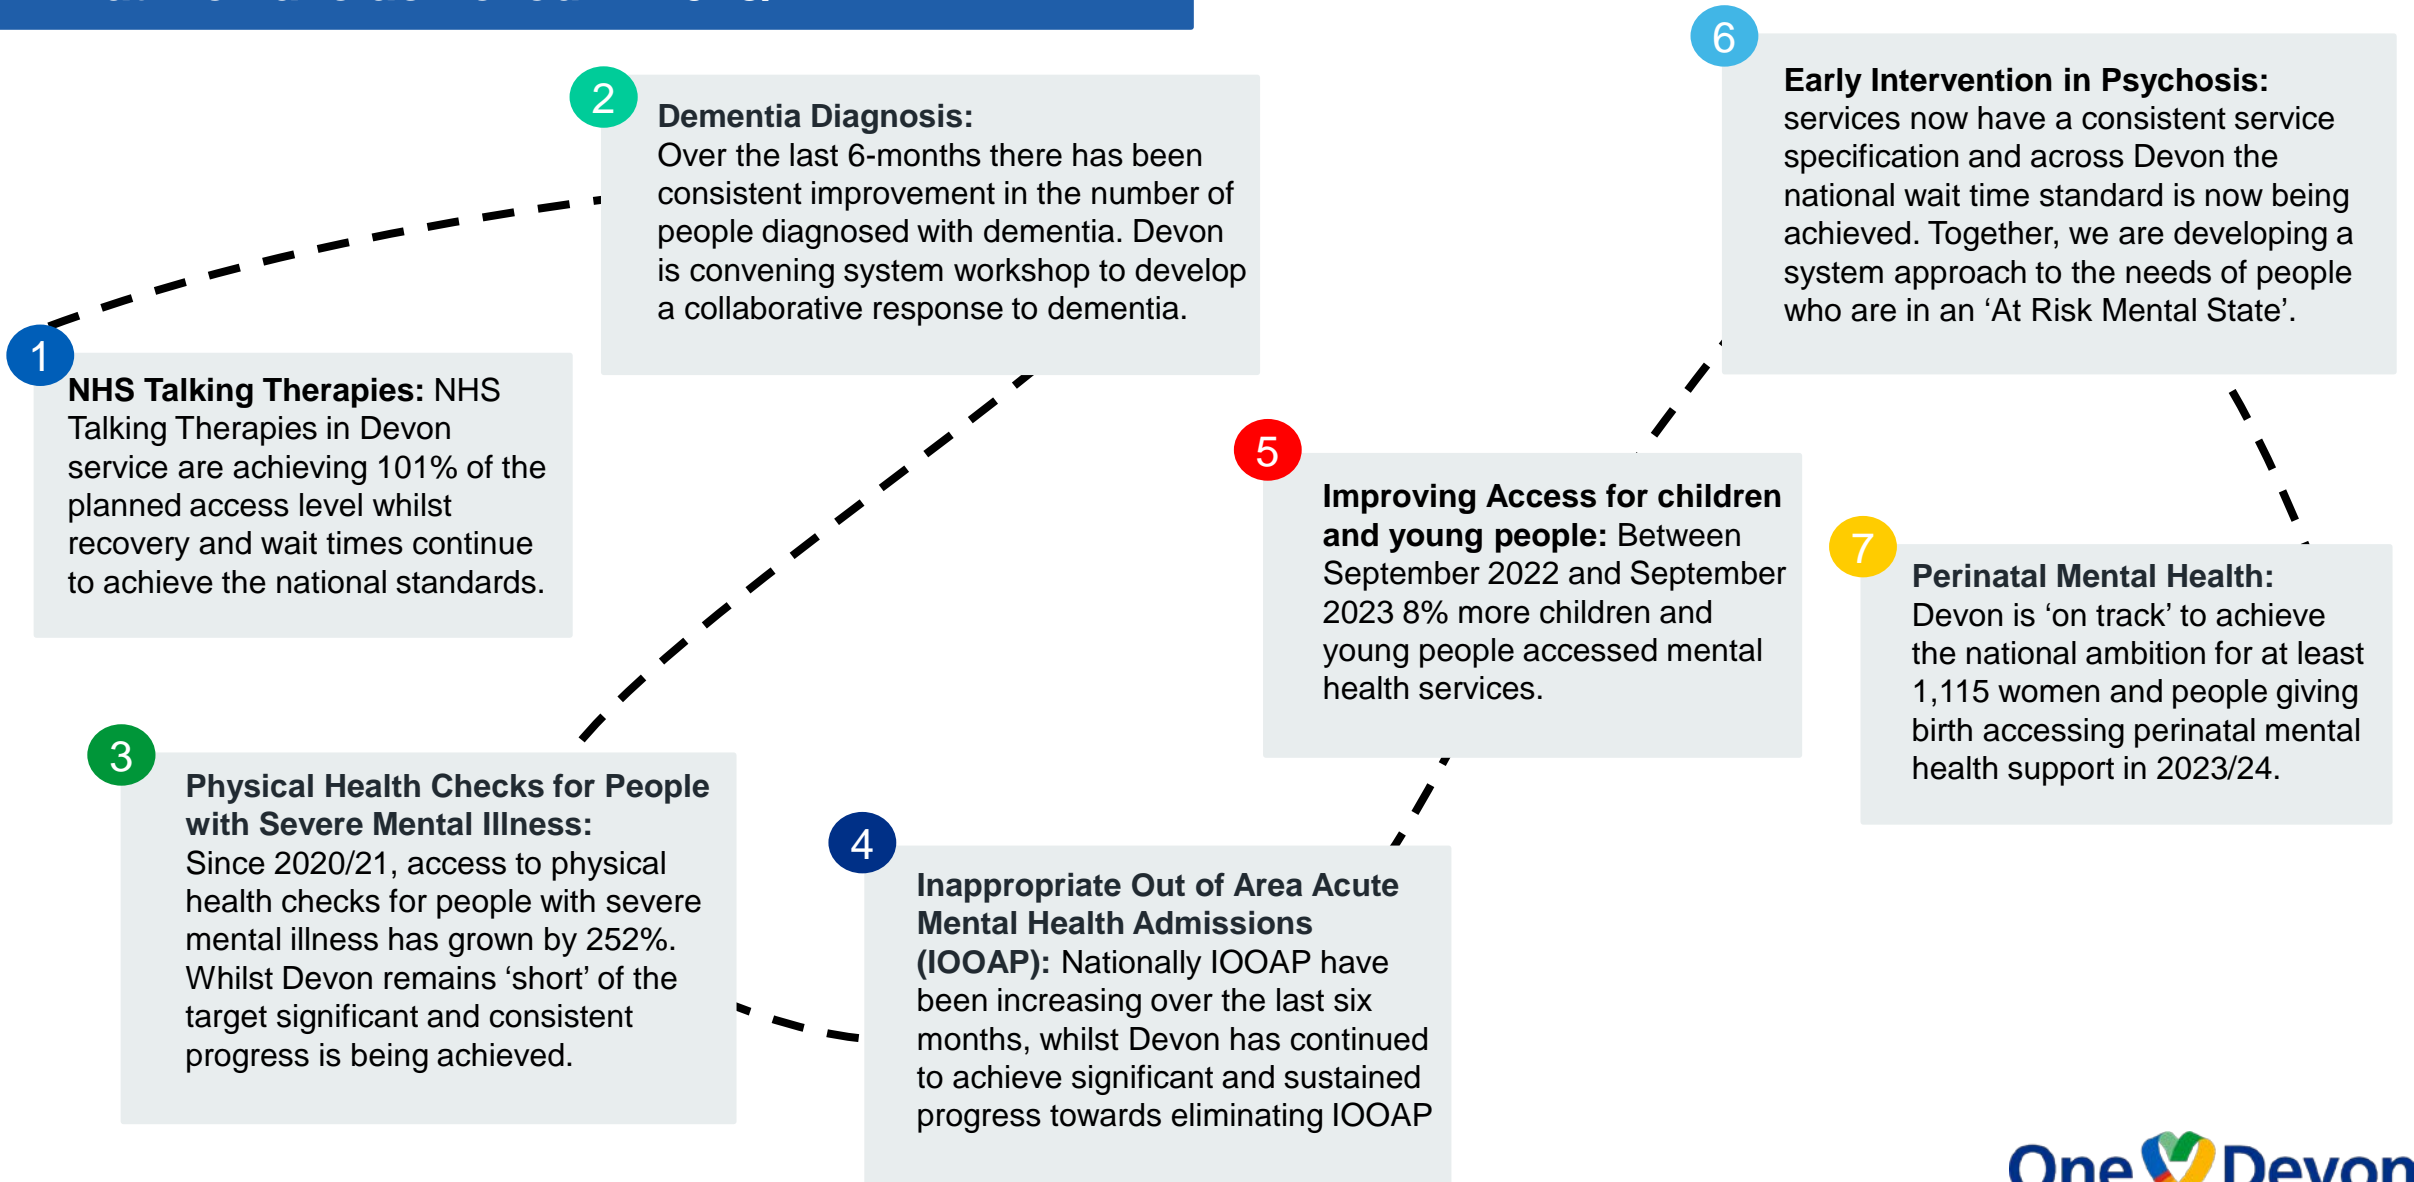 1
NHS Talking Therapies: NHS
Talking Therapies in Devon
service are achieving 101% of the
planned access level whilst
recovery and wait times continue
to achieve the national standards.
2
Dementia Diagnosis:
Over the last 6-months there has been
consistent improvement in the number of
people diagnosed with dementia. Devon
is convening system workshop to develop
a collaborative response to dementia.
3
Physical Health Checks for People
with Severe Mental Illness:
Since 2020/21, access to physical
health checks for people with severe
mental illness has grown by 252%.
Whilst Devon remains ‘short’ of the
target significant and consistent
progress is being achieved.
4
Inappropriate Out of Area Acute
Mental Health Admissions
(IOOAP): Nationally IOOAP have
been increasing over the last six
months, whilst Devon has continued
to achieve significant and sustained
progress towards eliminating IOOAP
5
Improving Access for children
and young people: Between
September 2022 and September
2023 8% more children and
young people accessed mental
health services.
6
Early Intervention in Psychosis:
services now have a consistent service
specification and across Devon the
national wait time standard is now being
achieved. Together, we are developing a
system approach to the needs of people
who are in an ‘At Risk Mental State’.
7
Perinatal Mental Health:
Devon is ‘on track’ to achieve
the national ambition for at least
1,115 women and people giving
birth accessing perinatal mental
health support in 2023/24.
One Devon